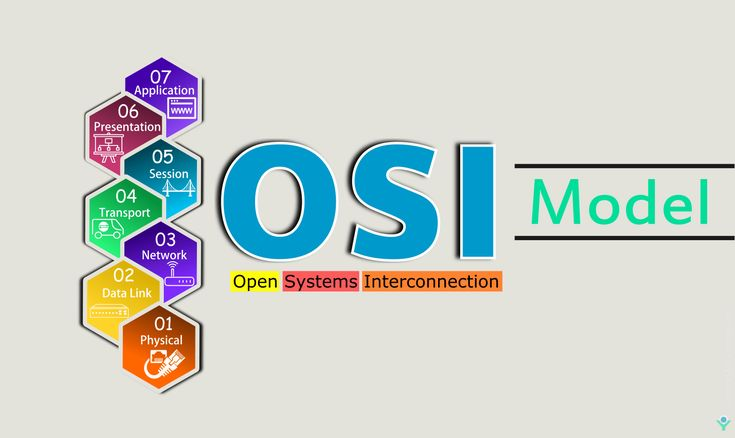 07
Application
WWW
06
Presentation
05
Session
04
Transport
03
Network
02
Data Link
01
Physical
OSI
Model
Open Systems Interconnection